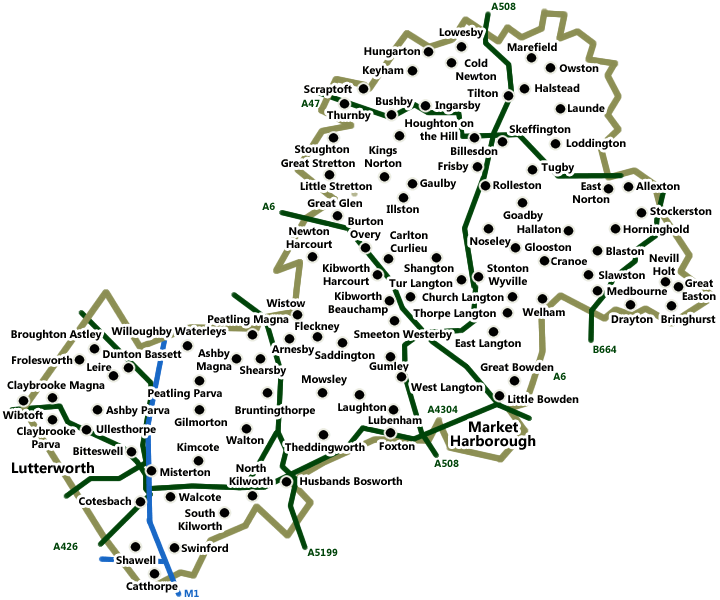 A508
Lowesby
Hungarton
Marefield
Cold
Newton
Keyham
Owston
Scraptoft
Tilton
Halstead
A47
Bushby
Ingarsby
Launde
Thurnby
Houghton on
the Hill
Skeffington
Stoughton
Kings
Norton
Billesdon
Loddington
Great Stretton
Frisby
Tugby
Little Stretton
Gaulby
Rolleston
East
Norton
Allexton
Great Glen
Illston
A6
Goadby
Stockerston
Burton
Overy
Newton
Harcourt
Carlton
Curlieu
Hallaton
Horninghold
Noseley
Glooston
Blaston
Nevill
Holt
Shangton
Cranoe
Kibworth
Harcourt
Stonton
Wyville
Slawston
Tur Langton
Great
Easton
Medbourne
Kibworth
Beauchamp
Church Langton
Wistow
Thorpe Langton
Welham
Drayton
Bringhurst
Peatling Magna
Willoughby Waterleys
Fleckney
Smeeton Westerby
Broughton Astley
East Langton
B664
Arnesby
Saddington
Dunton Bassett
Ashby
Magna
Frolesworth
Leire
Shearsby
Gumley
Great Bowden
A6
Claybrooke Magna
Peatling Parva
Mowsley
West Langton
Little Bowden
Wibtoft
Ashby Parva
Bruntingthorpe
Laughton
A4304
Gilmorton
Lubenham
Claybrooke
Parva
Ullesthorpe
Walton
Market
Harborough
Bitteswell
Kimcote
Theddingworth
Foxton
Lutterworth
Misterton
North
Kilworth
A508
Husbands Bosworth
Cotesbach
Walcote
South
Kilworth
A426
Swinford
A5199
Shawell
Catthorpe
M1